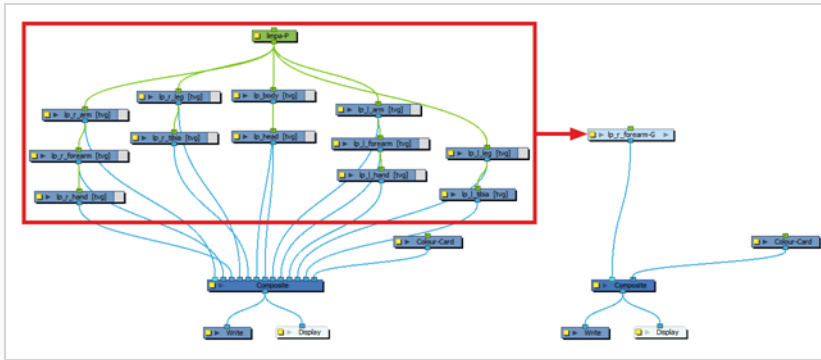 limpa-P
lp_r_leg [tvg]
lp_body [tvg]
lp_r_arm [tvg]
lp_l_arm [tvg]
lp_r_tibia [tvg]
lp_head [tvg]
lp_r_forearm-G
lp_l_forearm [tvg]
lp_r_forearm [tvg]
lp_l_leg [tvg]
lp_l_hand [tvg]
lp_r_hand [tvg]
lp_l_tibia [tvg]
Colour-Card
Colour-Card
Composite
Composite
Write
Display
Write
Display